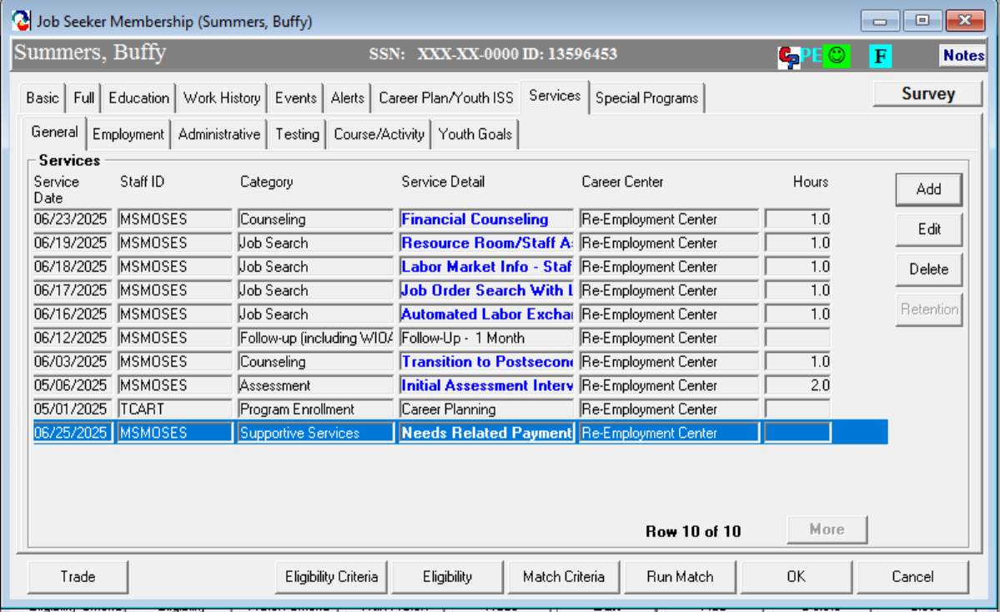 Job Seeker Membership (Summers, Buffy)
Summers, Buffy SSN: XXX-XX-0000 ID: 13596453 PE F Notes
Basic Full Education Work History Events Alerts Career Plan/Youth ISS Services Special Programs Survey
General Employment Administrative Testing Course/Activity Youth Goals
Services
Service Date Staff ID Category Service Detail Career Center Hours
Add
06/23/2025 MSMOSES Counseling Financial Counseling Re-Employment Center 1.0
Edit
06/19/2025 MSMOSES Job Search Resource Room/Staff A Re-Employment Center 1.0
06/18/2025 MSMOSES Job Search Labor Market Info - Staf Re-Employment Center 1.0
Delete
06/17/2025 MSMOSES Job Search Job Order Search With L Re-Employment Center 1.0
06/16/2025 MSMOSES Job Search Automated Labor Exchai Re-Employment Center 1.0
Retention
06/12/2025 MSMOSES Follow-up (including WIOA Follow-Up - 1 Month Re-Employment Center
06/03/2025 MSMOSES Counseling Transition to Postsecond Re-Employment Center 1.0
05/06/2025 MSMOSES Assessment Initial Assessment Interv Re-Employment Center 2.0
05/01/2025 TCART Program Enrollment Career Planning Re-Employment Center
06/25/2025 MSMOSES Supportive Services Needs Related Payment Re-Employment Center
Row 10 of 10 More
Trade Eligibility Criteria Eligibility Match Criteria Run Match OK Cancel